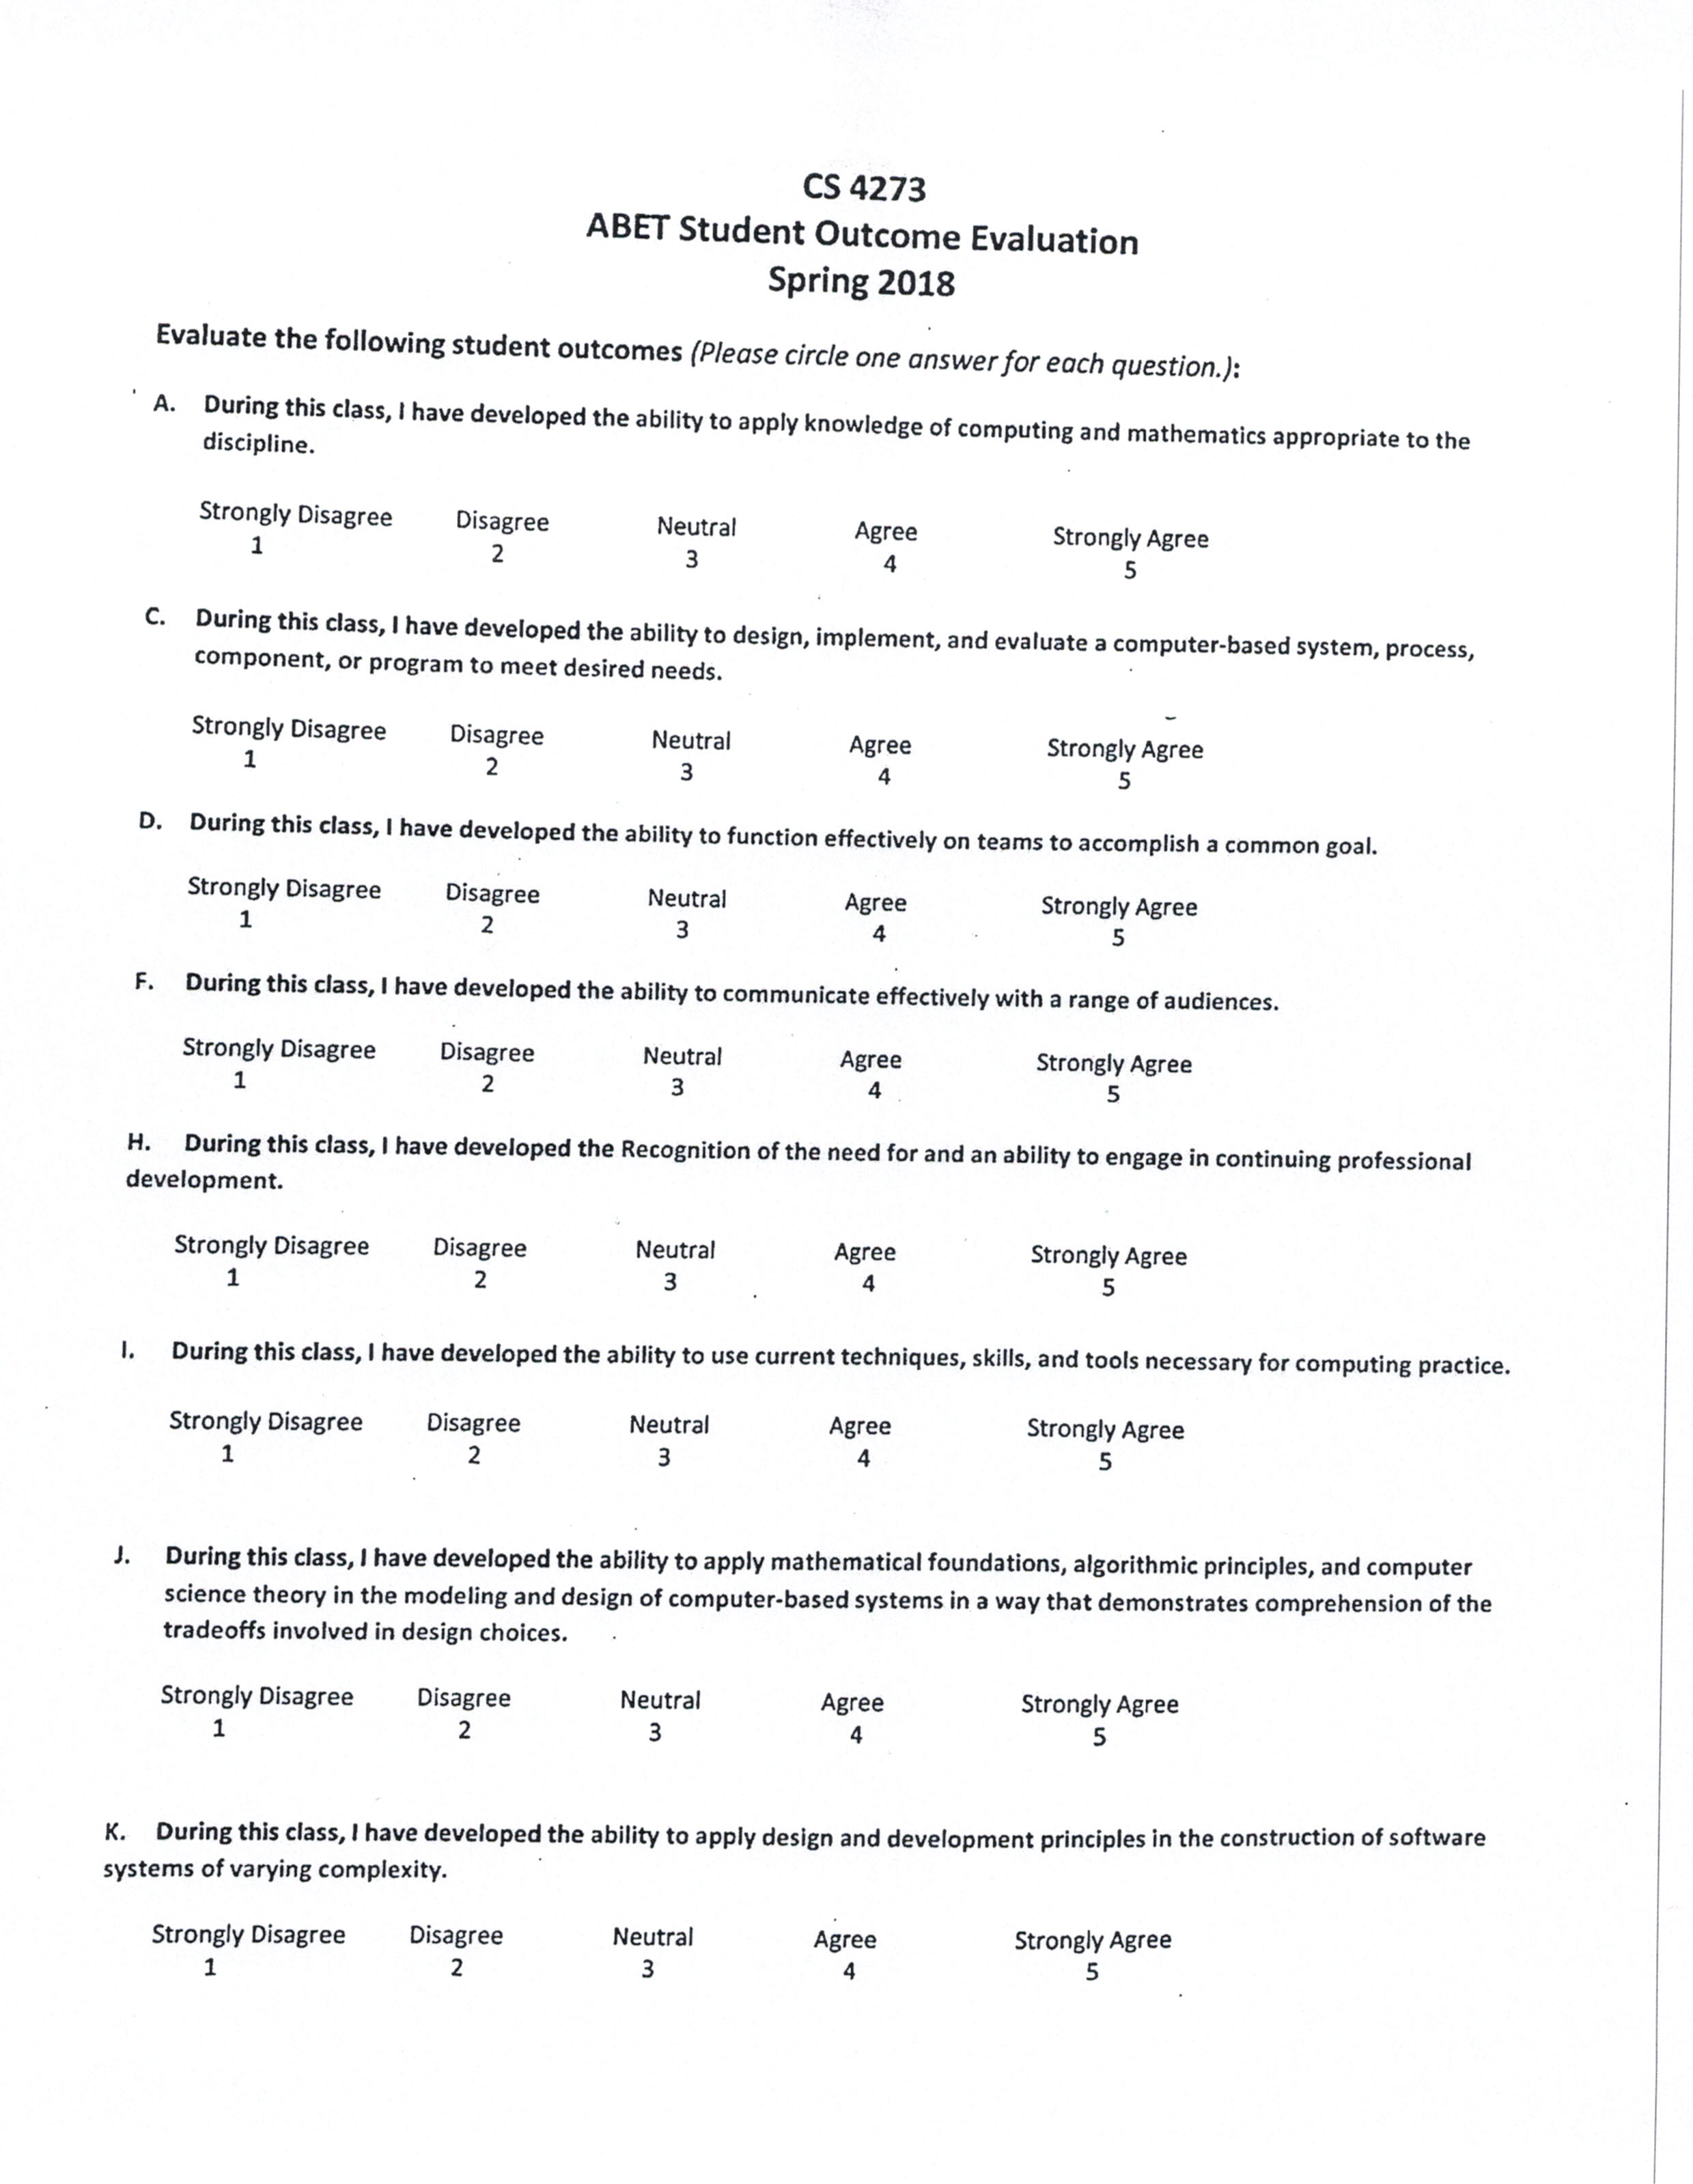 CS 4273
ABET Student Outcome Evaluation
Spring 2018
Evaluate the following student outcomes (Please circle one answer for each question.):
A. During this class, I have developed the ability to apply knowledge of computing and mathematics appropriate to the
discipline.
Strongly Disagree Disagree Neutral Agree Strongly Agree
1 2 3 4 5
C. During this class, I have developed the ability to design, implement, and evaluate a computer-based system, process,
component, or program to meet desired needs.
Strongly Disagree Disagree Neutral Agree Strongly Agree
1 2 3 4 5
D. During this class, I have developed the ability to function effectively on teams to accomplish a common goal.
Strongly Disagree Disagree Neutral Agree Strongly Agree
1 2 3 4 5
F. During this class, I have developed the ability to communicate effectively with a range of audiences.
Strongly Disagree Disagree Neutral Agree Strongly Agree
1 2 3 4 5
H. During this class, I have developed the Recognition of the need for and an ability to engage in continuing professional
development.
Strongly Disagree Disagree Neutral Agree Strongly Agree
1 2 3 4 5
I. During this class, I have developed the ability to use current techniques, skills, and tools necessary for computing practice.
Strongly Disagree Disagree Neutral Agree Strongly Agree
1 2 3 4 5
J. During this class, I have developed the ability to apply mathematical foundations, algorithmic principles, and computer
science theory in the modeling and design of computer-based systems in a way that demonstrates comprehension of the
tradeoffs involved in design choices.
Strongly Disagree Disagree Neutral Agree Strongly Agree
1 2 3 4 5
K. During this class, I have developed the ability to apply design and development principles in the construction of software
systems of varying complexity.
Strongly Disagree Disagree Neutral Agree Strongly Agree
1 2 3 4 5